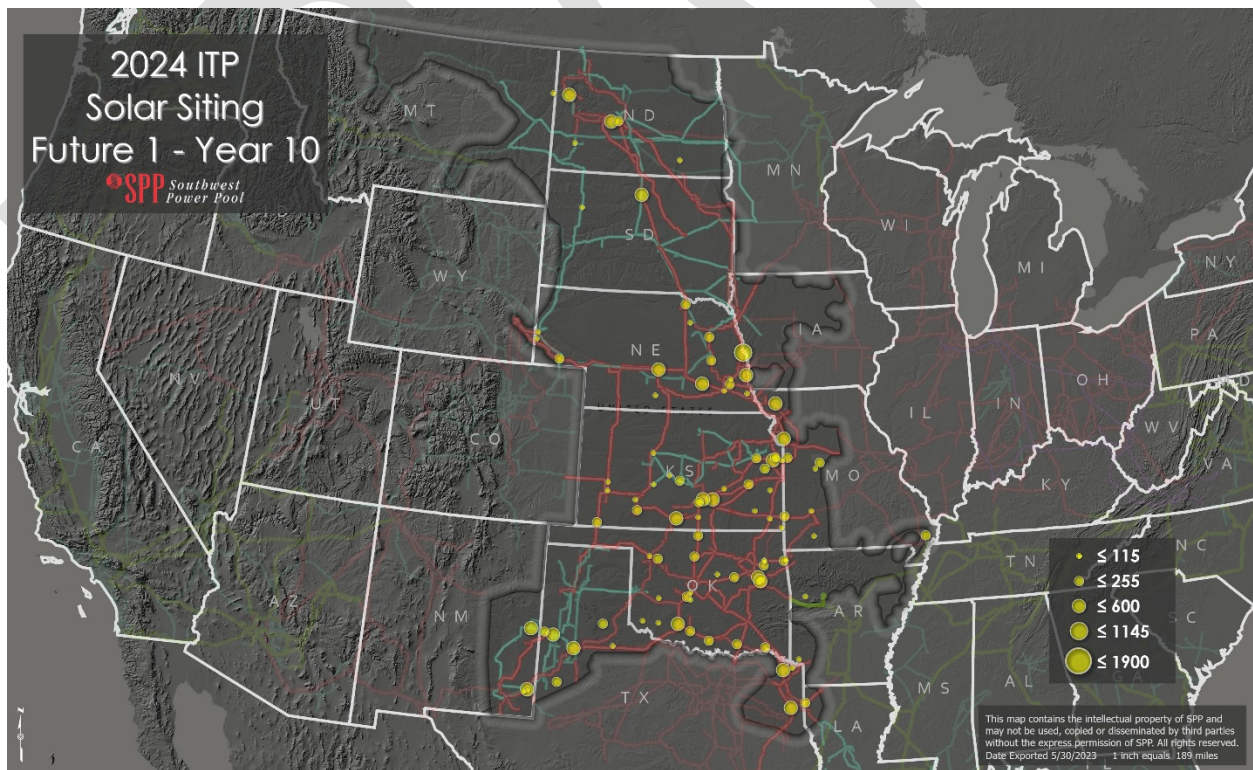 2024 ITP
Solar Siting
Future 1 - Year 10
SPP Southwest
Power Pool
MT
ND
MN
WI
MI
NY
SD
WY
IA
PA
NE
OH
NV
UT
IL
IN
UNITED STATES
CO
CA
WV
KS
MO
VA
KY
NC
TN
OK
AR
AZ
NM
SC
MS
AL
GA
TX
LA
≤ 115
≤ 255
≤ 600
≤ 1145
≤ 1900
This map contains the intellectual property of SPP and
may not be used, copied or disseminated by third parties
without the express permission of SPP. All rights reserved.
Date Exported 5/30/2023 1 inch equals 189 miles